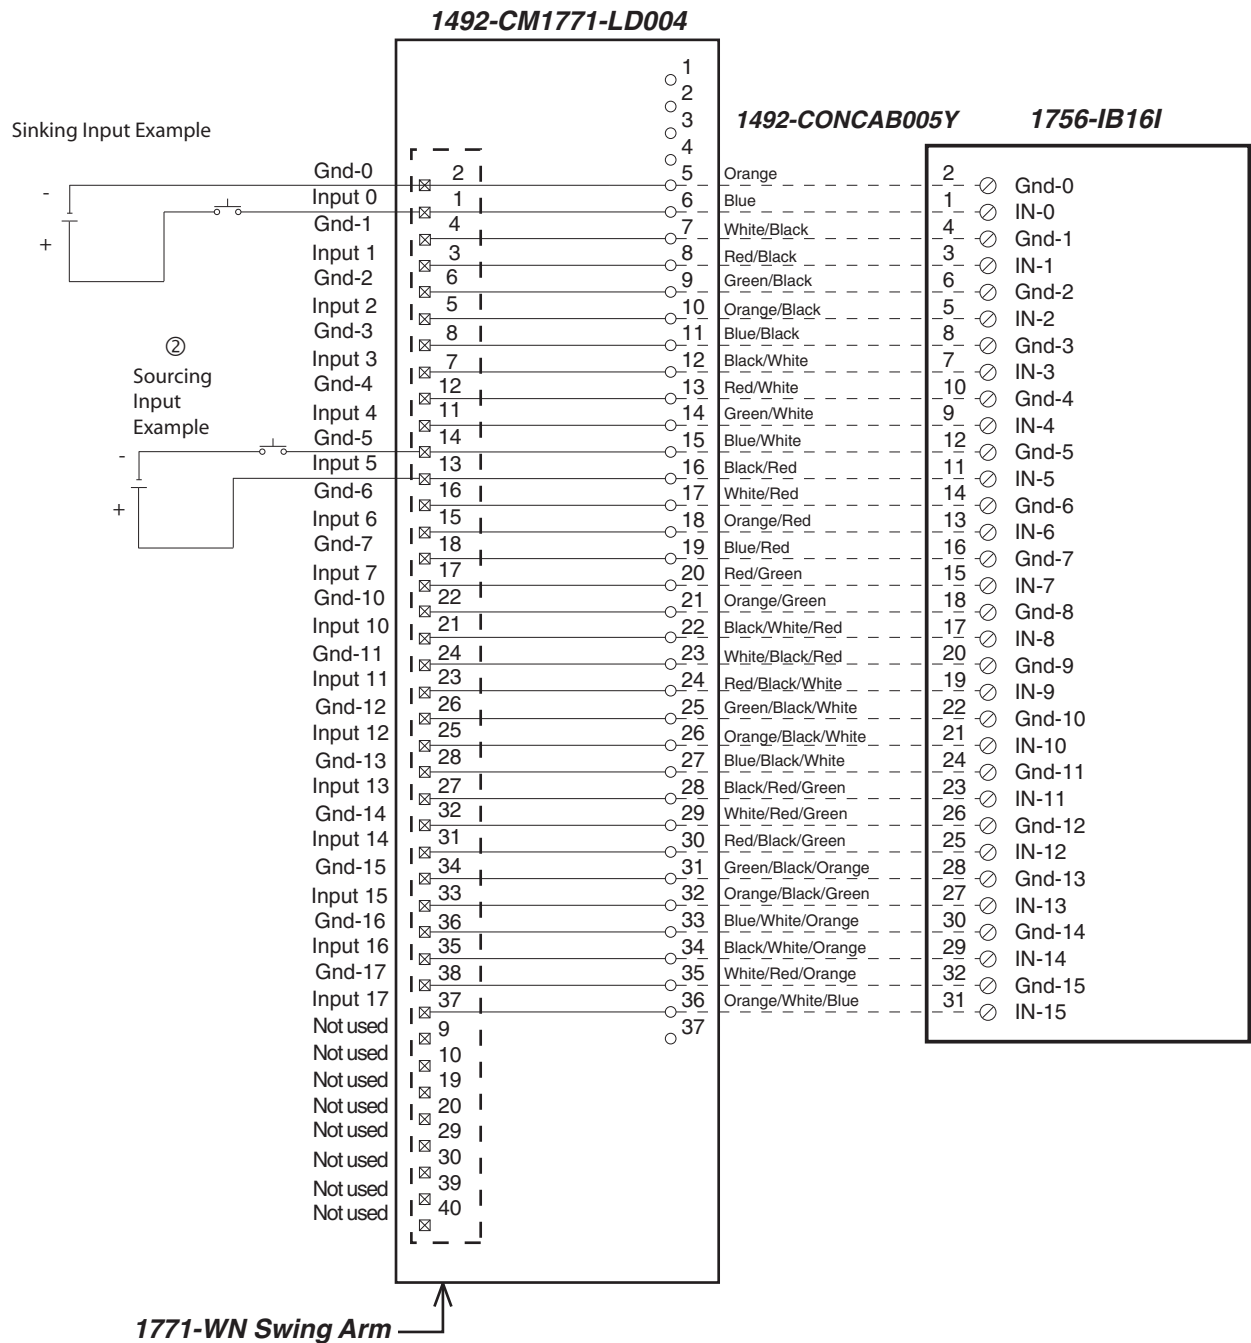 1492-CM1771-LD004
1
2
3
4
Sinking Input Example
1492-CONCAB005Y 1756-IB16I
Gnd-0 2 5 Orange 2 Gnd-0
-
Input 0 1 6 Blue 1 IN-0
Gnd-1 4 7 White/Black 4 Gnd-1
+
Input 1 3 8 Red/Black 3 IN-1
Gnd-2 6 9 Green/Black 6 Gnd-2
Input 2 5 10 Orange/Black 5 IN-2
Gnd-3 8 11 Blue/Black 8 Gnd-3
②
Sourcing
Input
Example
Input 3 7 12 Black/White 7 IN-3
Gnd-4 12 13 Red/White 10 Gnd-4
Input 4 11 14 Green/White 9 IN-4
Gnd-5 14 15 Blue/White 12 Gnd-5
-
Input 5 13 16 Black/Red 11 IN-5
Gnd-6 16 17 White/Red 14 Gnd-6
+
Input 6 15 18 Orange/Red 13 IN-6
Gnd-7 18 19 Blue/Red 16 Gnd-7
Input 7 17 20 Red/Green 15 IN-7
Gnd-10 22 21 Orange/Green 18 Gnd-8
Input 10 21 22 Black/White/Red 17 IN-8
Gnd-11 24 23 White/Black/Red 20 Gnd-9
Input 11 23 24 Red/Black/White 19 IN-9
Gnd-12 26 25 Green/Black/White 22 Gnd-10
Input 12 25 26 Orange/Black/White 21 IN-10
Gnd-13 28 27 Blue/Black/White 24 Gnd-11
Input 13 27 28 Black/Red/Green 23 IN-11
Gnd-14 32 29 White/Red/Green 26 Gnd-12
Input 14 31 30 Red/Black/Green 25 IN-12
Gnd-15 34 31 Green/Black/Orange 28 Gnd-13
Input 15 33 32 Orange/Black/Green 27 IN-13
Gnd-16 36 33 Blue/White/Orange 30 Gnd-14
Input 16 35 34 Black/White/Orange 29 IN-14
Gnd-17 38 35 White/Red/Orange 32 Gnd-15
Input 17 37 36 Orange/White/Blue 31 IN-15
Not used 9 37
Not used 10
Not used 19
Not used 20
Not used 29
Not used 30
Not used 39
Not used 40
1771-WN Swing Arm